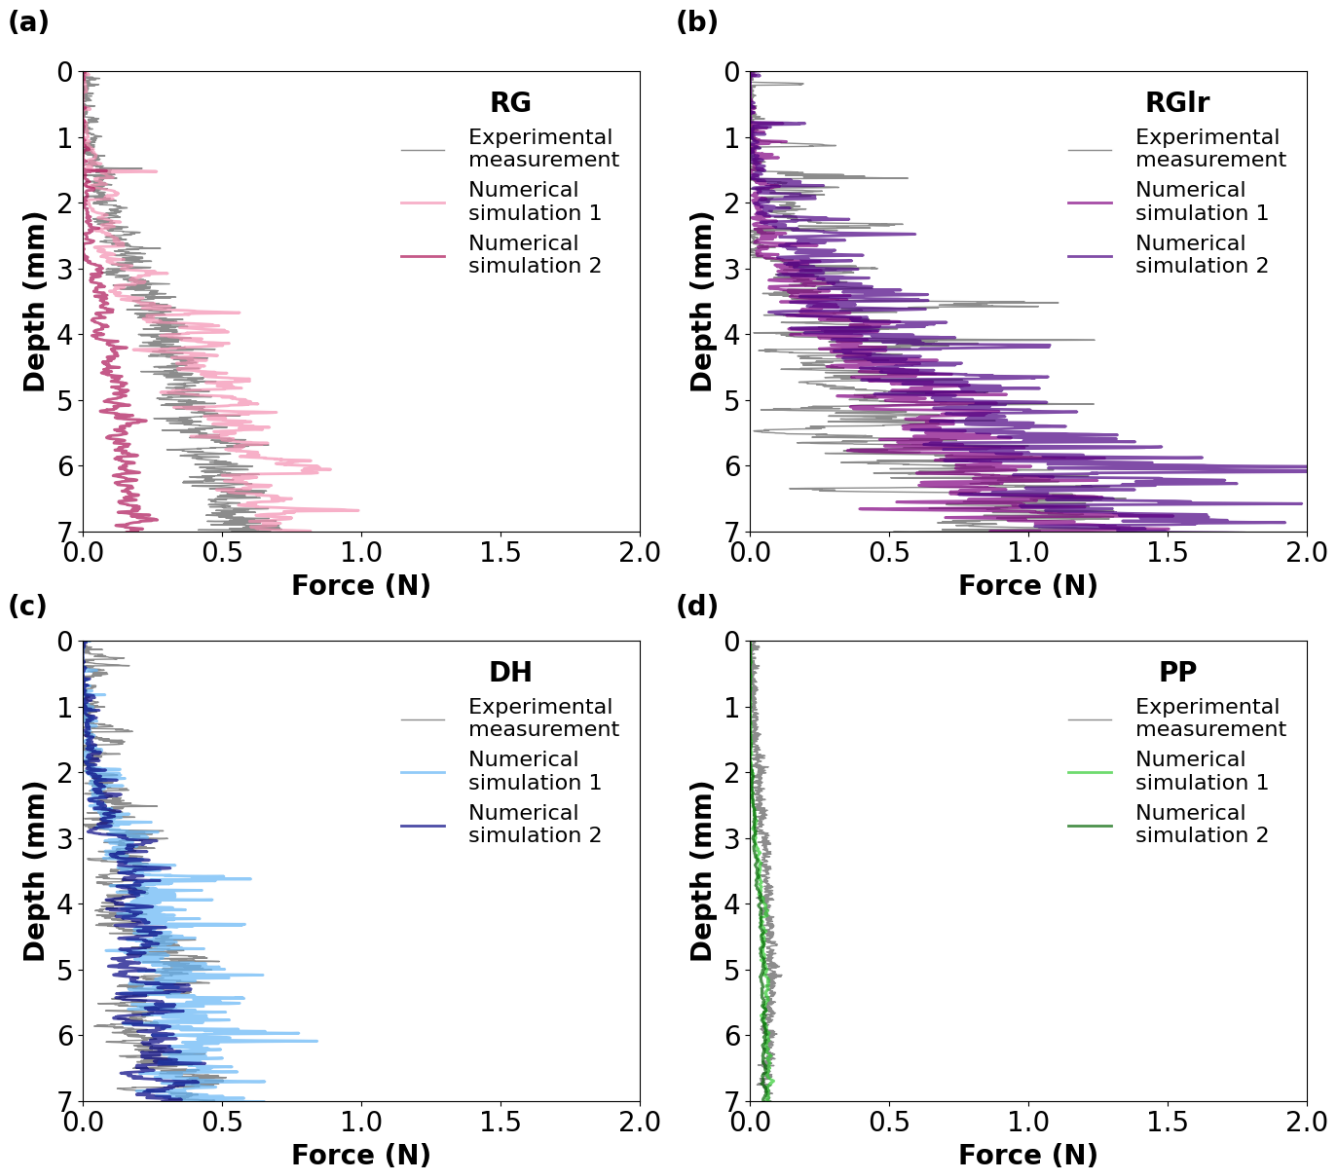 (a)
RG
Experimental
measurement
Numerical
simulation 1
Numerical
simulation 2
0
1
2
3
4
5
6
7
Depth (mm)
0.0 0.5 1.0 1.5 2.0
Force (N)
(b)
RGlr
Experimental
measurement
Numerical
simulation 1
Numerical
simulation 2
0
1
2
3
4
5
6
7
Depth (mm)
0.0 0.5 1.0 1.5 2.0
Force (N)
(c)
DH
Experimental
measurement
Numerical
simulation 1
Numerical
simulation 2
0
1
2
3
4
5
6
7
Depth (mm)
0.0 0.5 1.0 1.5 2.0
Force (N)
(d)
PP
Experimental
measurement
Numerical
simulation 1
Numerical
simulation 2
0
1
2
3
4
5
6
7
Depth (mm)
0.0 0.5 1.0 1.5 2.0
Force (N)